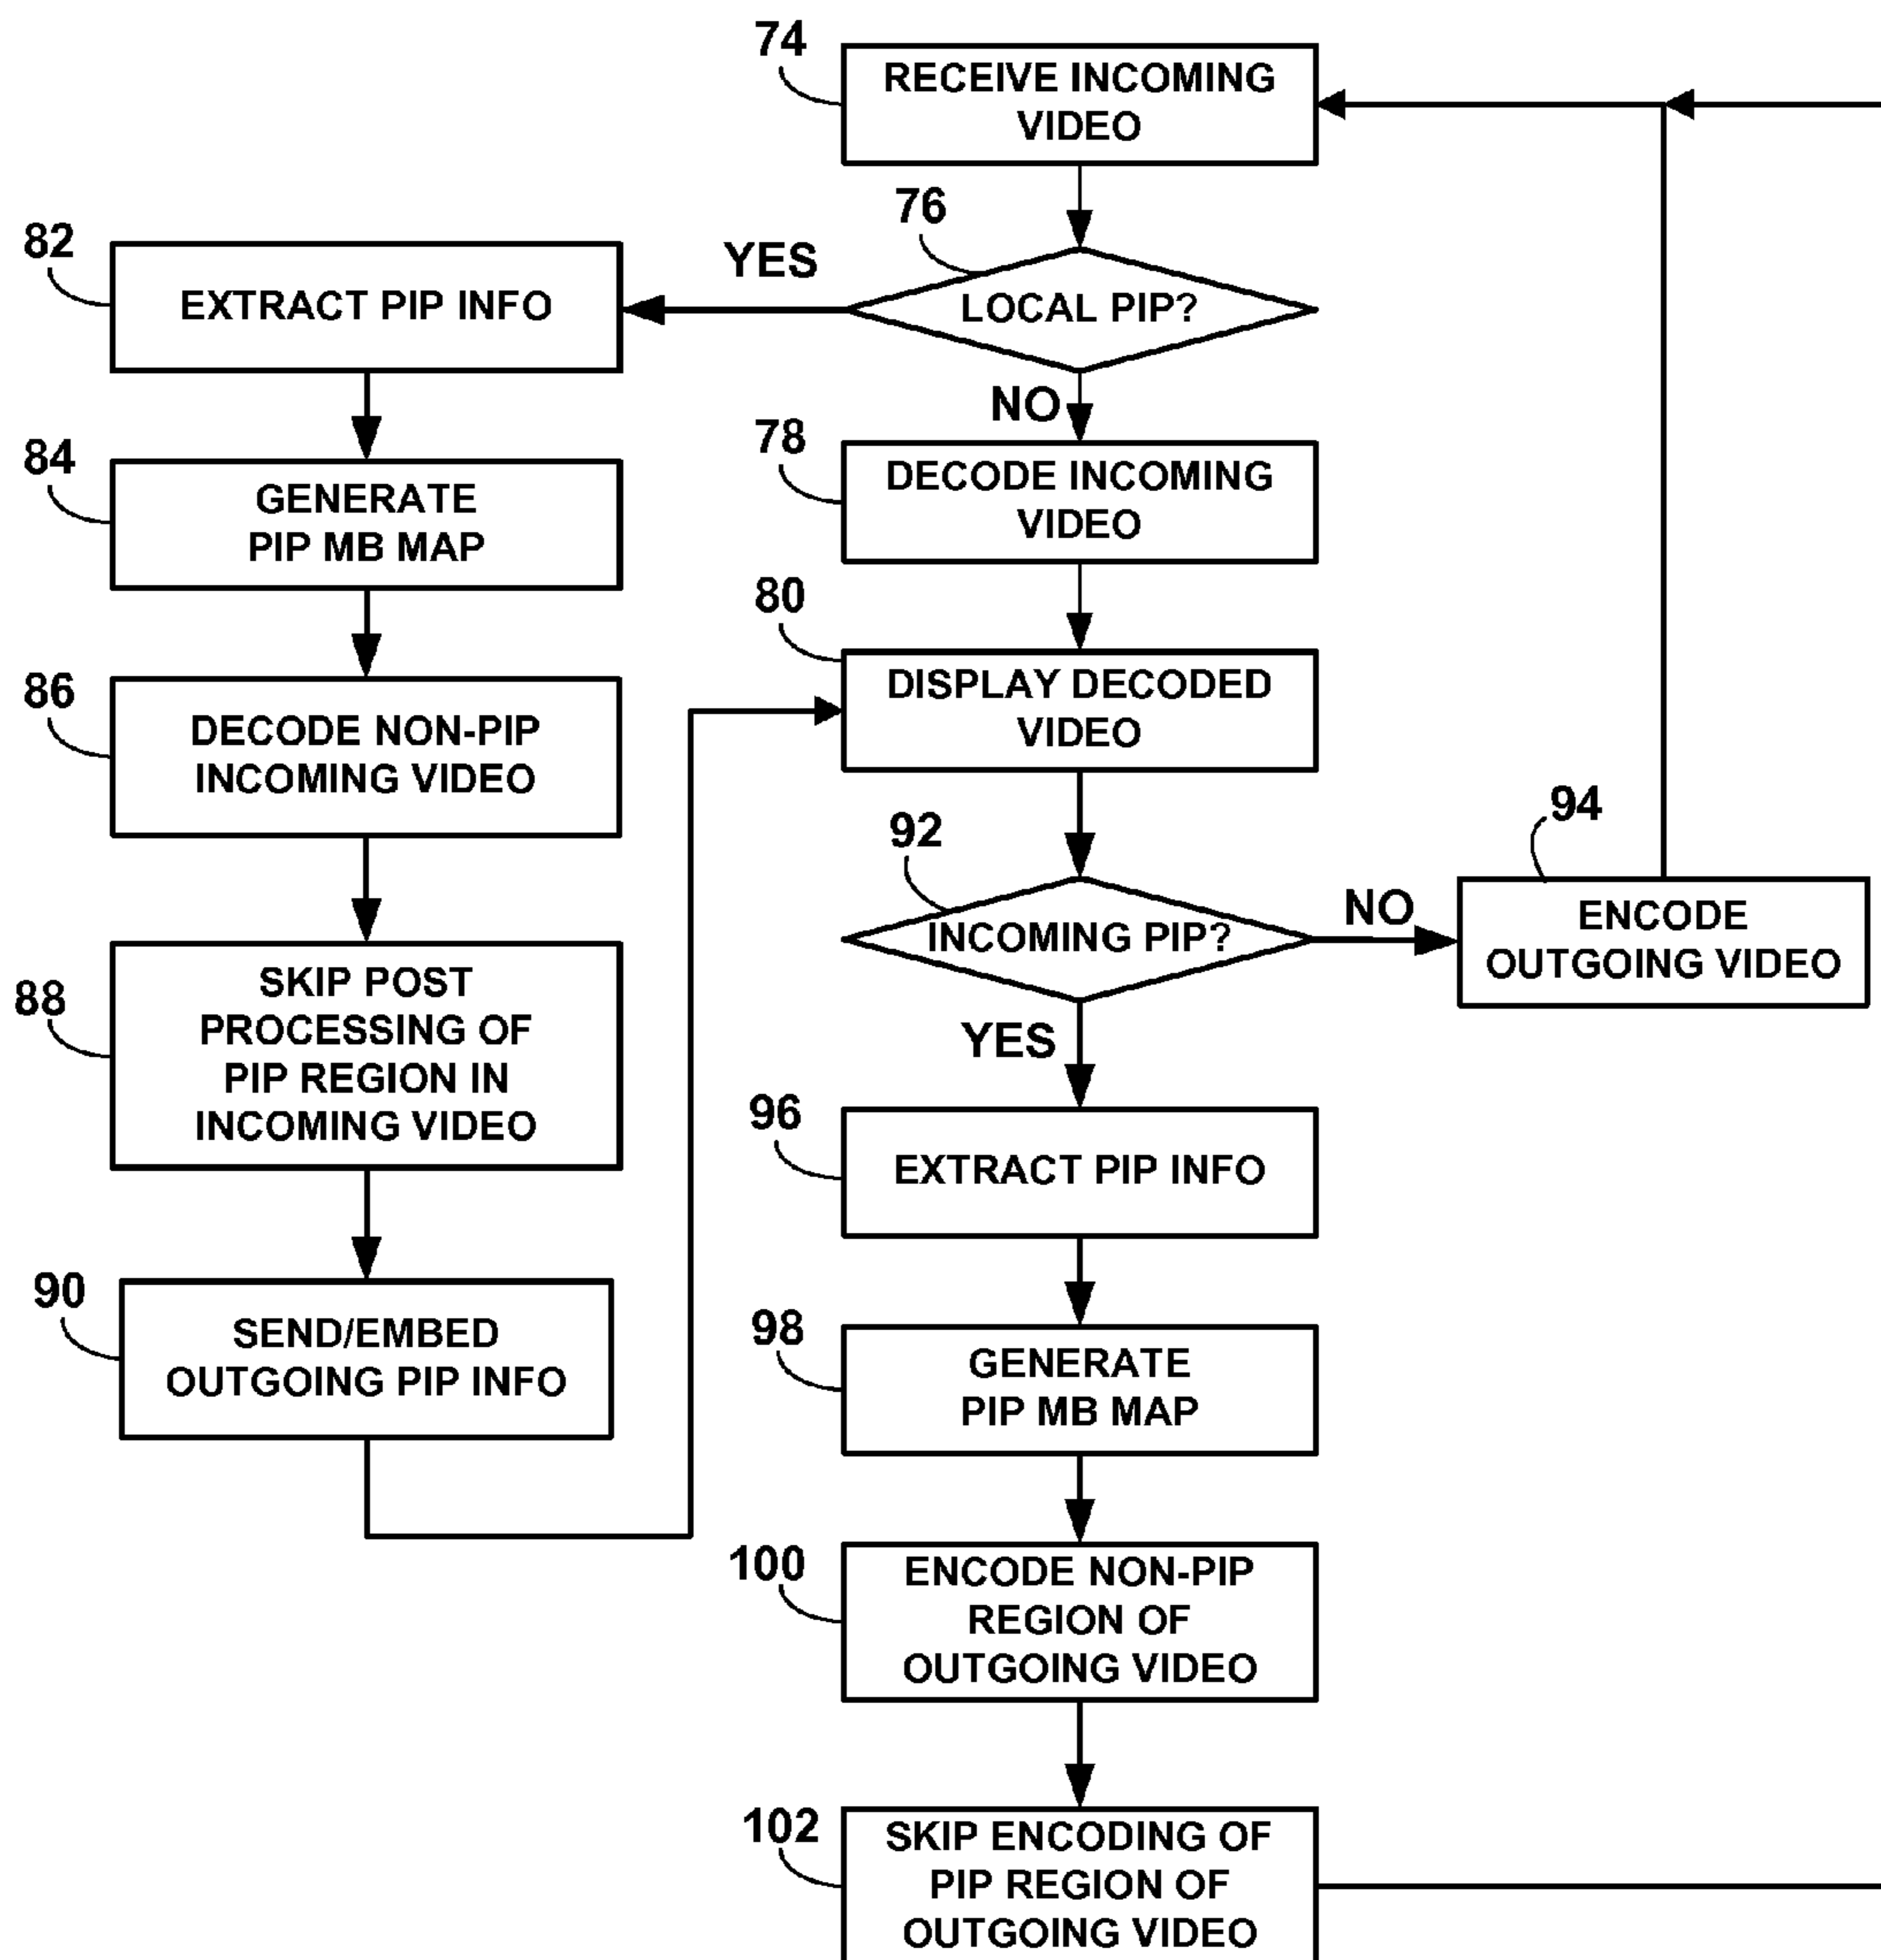 74
RECEIVE INCOMING
VIDEO
76
LOCAL PIP?
YES
NO
82
EXTRACT PIP INFO
84
GENERATE
PIP MB MAP
86
DECODE NON-PIP
INCOMING VIDEO
88
SKIP POST
PROCESSING OF
PIP REGION IN
INCOMING VIDEO
90
SEND/EMBED
OUTGOING PIP INFO
78
DECODE INCOMING
VIDEO
80
DISPLAY DECODED
VIDEO
92
INCOMING PIP?
NO
94
ENCODE
OUTGOING VIDEO
YES
96
EXTRACT PIP INFO
98
GENERATE
PIP MB MAP
100
ENCODE NON-PIP
REGION OF
OUTGOING VIDEO
102
SKIP ENCODING OF
PIP REGION OF
OUTGOING VIDEO